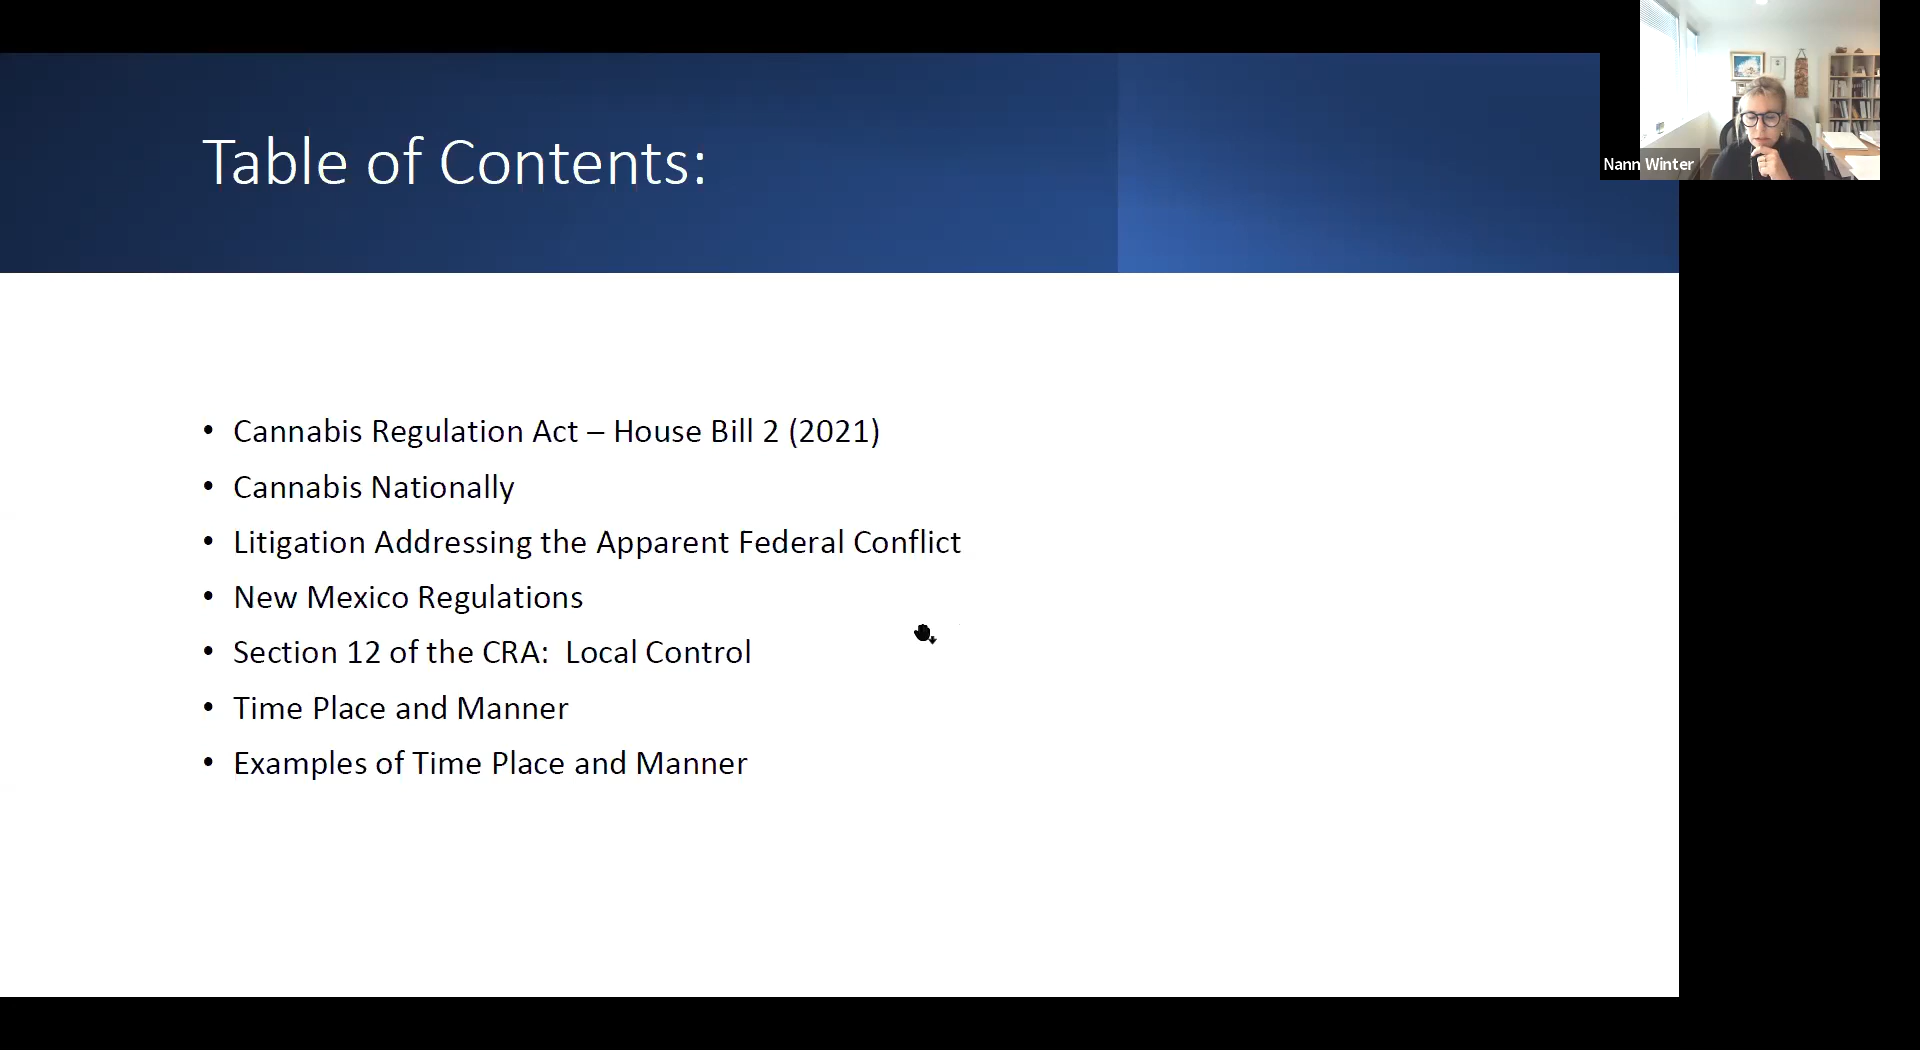 Table of Contents:
Nann Winter
• Cannabis Regulation Act – House Bill 2 (2021)
• Cannabis Nationally
• Litigation Addressing the Apparent Federal Conflict
• New Mexico Regulations
• Section 12 of the CRA:  Local Control
• Time Place and Manner
• Examples of Time Place and Manner